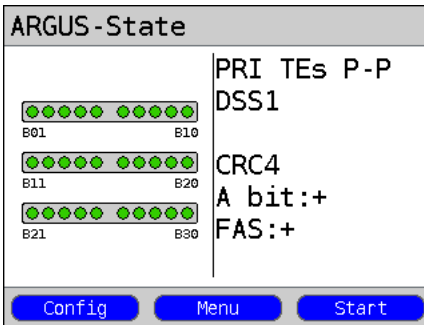 ARGUS-State
PRI TEs P-P
DSS1
B01 B10
CRC4
B11 B20
A bit:+
FAS:+
B21 B30
Config Menu Start